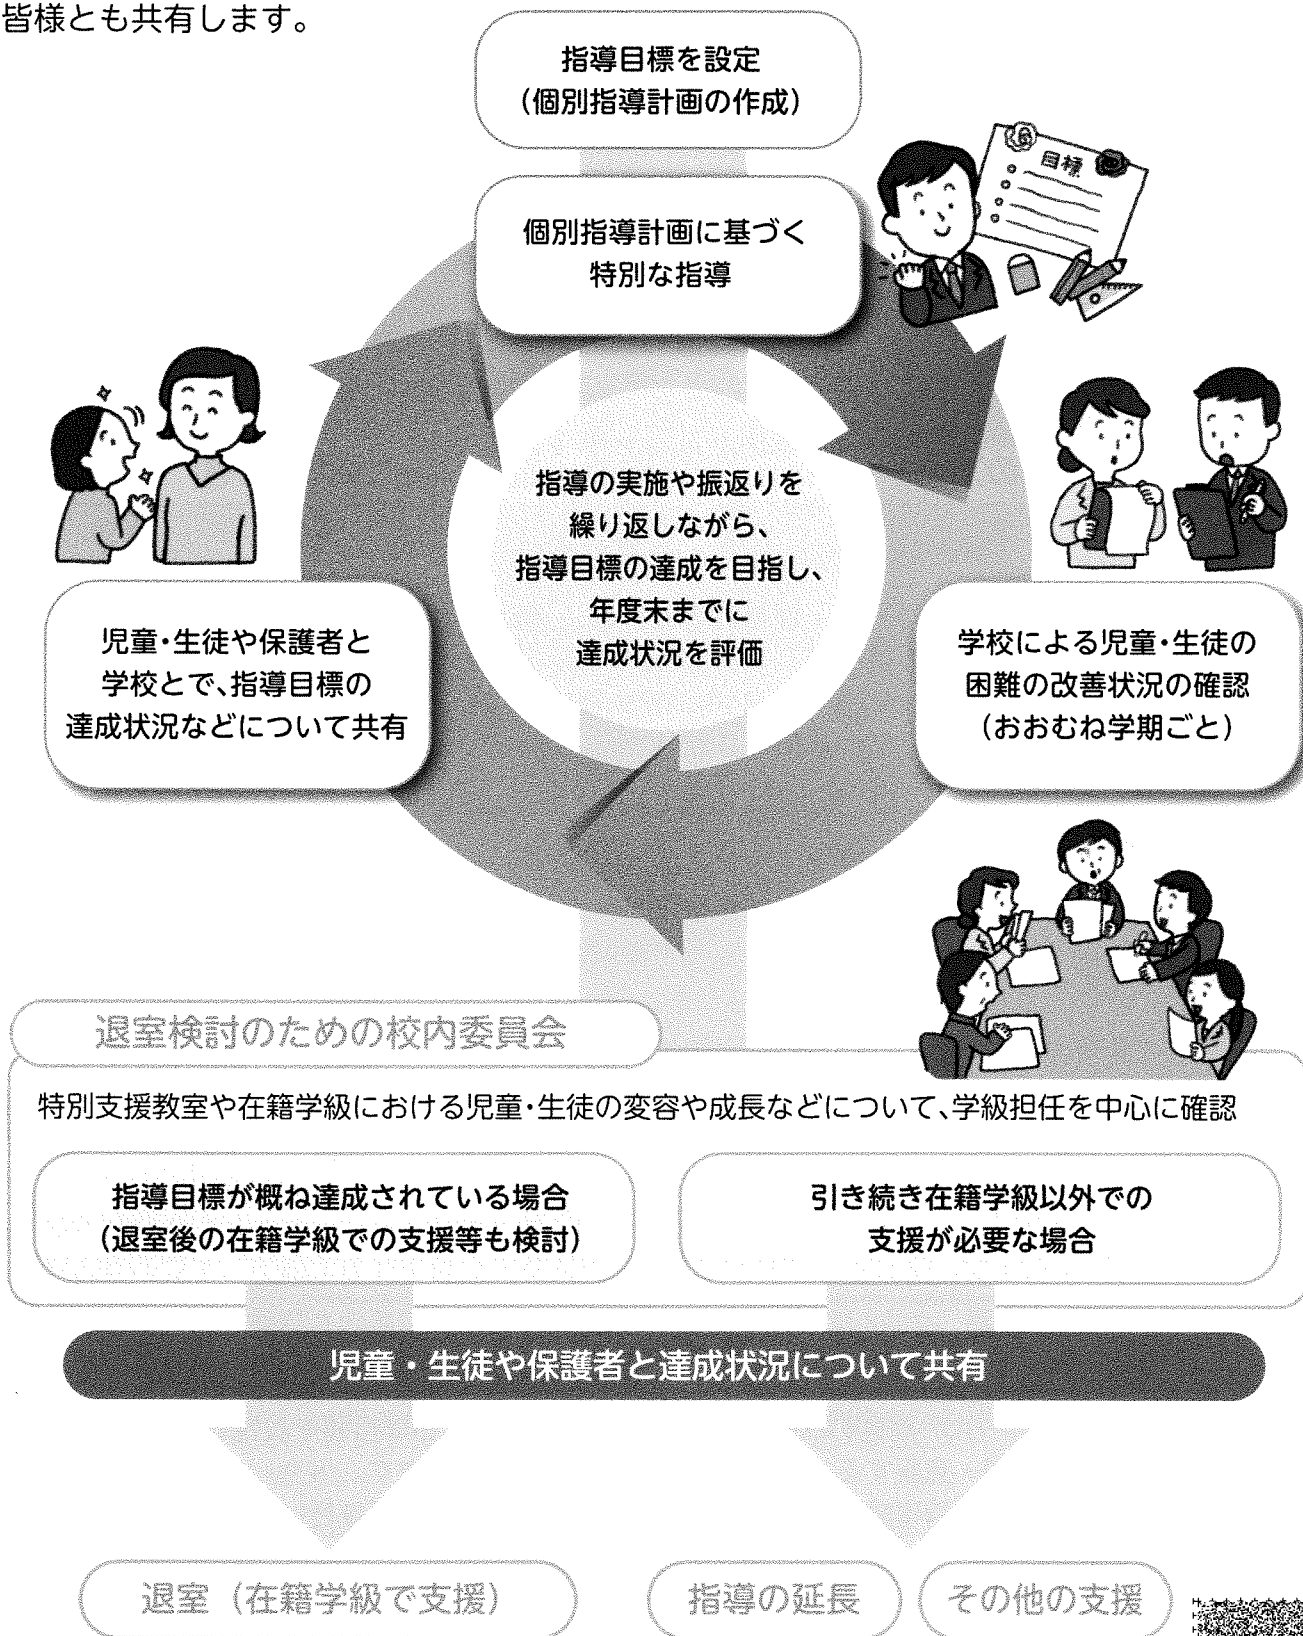 皆様とも共有します。
指導目標を設定
（個別指導計画の作成）
目標
個別指導計画に基づく
特別な指導
指導の実施や振返りを
繰り返しながら、
指導目標の達成を目指し、
年度末までに
達成状況を評価
児童・生徒や保護者と
学校とで、指導目標の
達成状況などについて共有
学校による児童・生徒の
困難の改善状況の確認
（おおむね学期ごと）
退室検討のための校内委員会
特別支援教室や在籍学級における児童・生徒の変容や成長などについて、学級担任を中心に確認
指導目標が概ね達成されている場合
（退室後の在籍学級での支援等も検討）
引き続き在籍学級以外での
支援が必要な場合
児童・生徒や保護者と達成状況について共有
退室（在籍学級で支援）
指導の延長
その他の支援